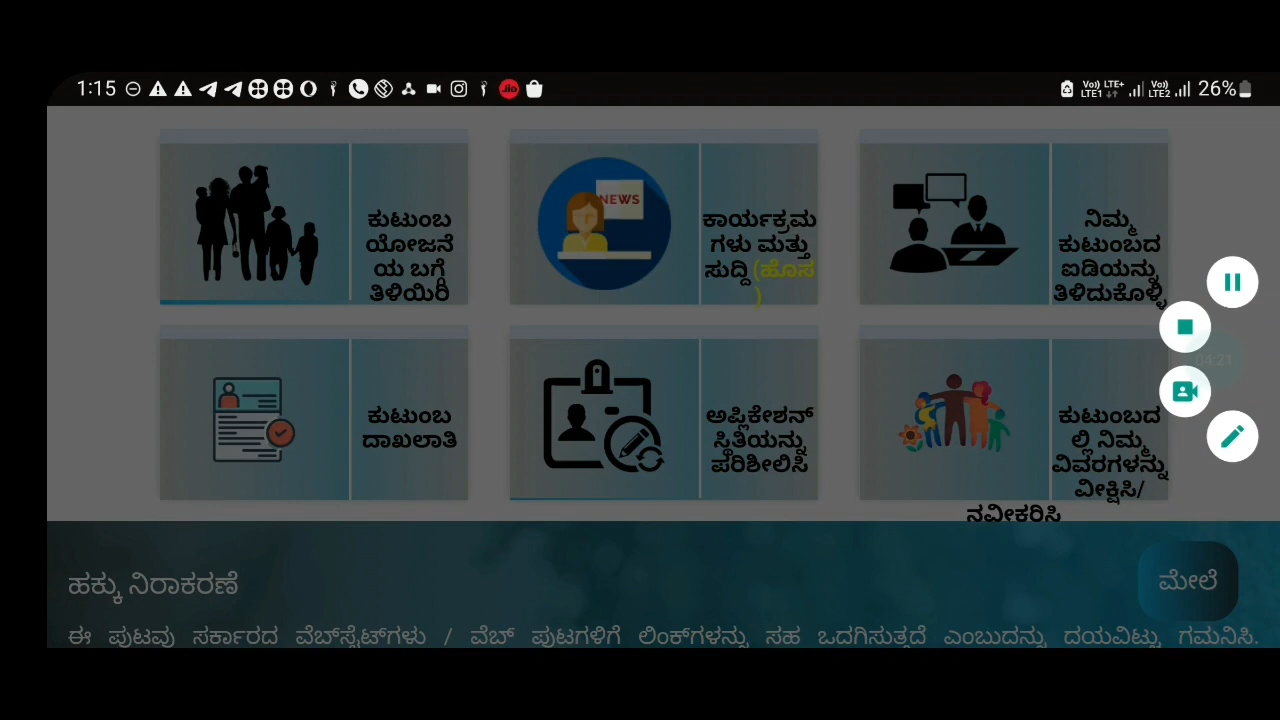 1:15
Vo)) LTE+
LTE1
Vo))
LTE2
26%
ಕುಟುಂಬ
ಯೋಜನೆ
ಯ ಬಗ್ಗೆ
ತಿಳಿಯಿರಿ
NEWS
ಕಾರ್ಯಕ್ರಮ
ಗಳು ಮತ್ತು
ಸುದ್ದಿ (ಹೊಸ
)
ನಿಮ್ಮ
ಕುಟುಂಬದ
ಐಡಿಯನ್ನು
ತಿಳಿದುಕೊಳ್ಳಿ
04:21
ಕುಟುಂಬ
ದಾಖಲಾತಿ
ಅಪ್ಲಿಕೇಶನ್
ಸ್ಥಿತಿಯನ್ನು
ಪರಿಶೀಲಿಸಿ
ಕುಟುಂಬದ
ಲ್ಲಿ ನಿಮ್ಮ
ವಿವರಗಳನ್ನು
ವೀಕ್ಷಿಸಿ/
ನವೀಕರಿಸಿ
ಹಕ್ಕು ನಿರಾಕರಣೆ
ಮೇಲೆ
ಈ ಪುಟವು ಸರ್ಕಾರದ ವೆಬ್‌ಸೈಟ್‌ಗಳು / ವೆಬ್ ಪುಟಗಳಿಗೆ ಲಿಂಕ್‌ಗಳನ್ನು ಸಹ ಒದಗಿಸುತ್ತದೆ ಎಂಬುದನ್ನು ದಯವಿಟ್ಟು ಗಮನಿಸಿ.